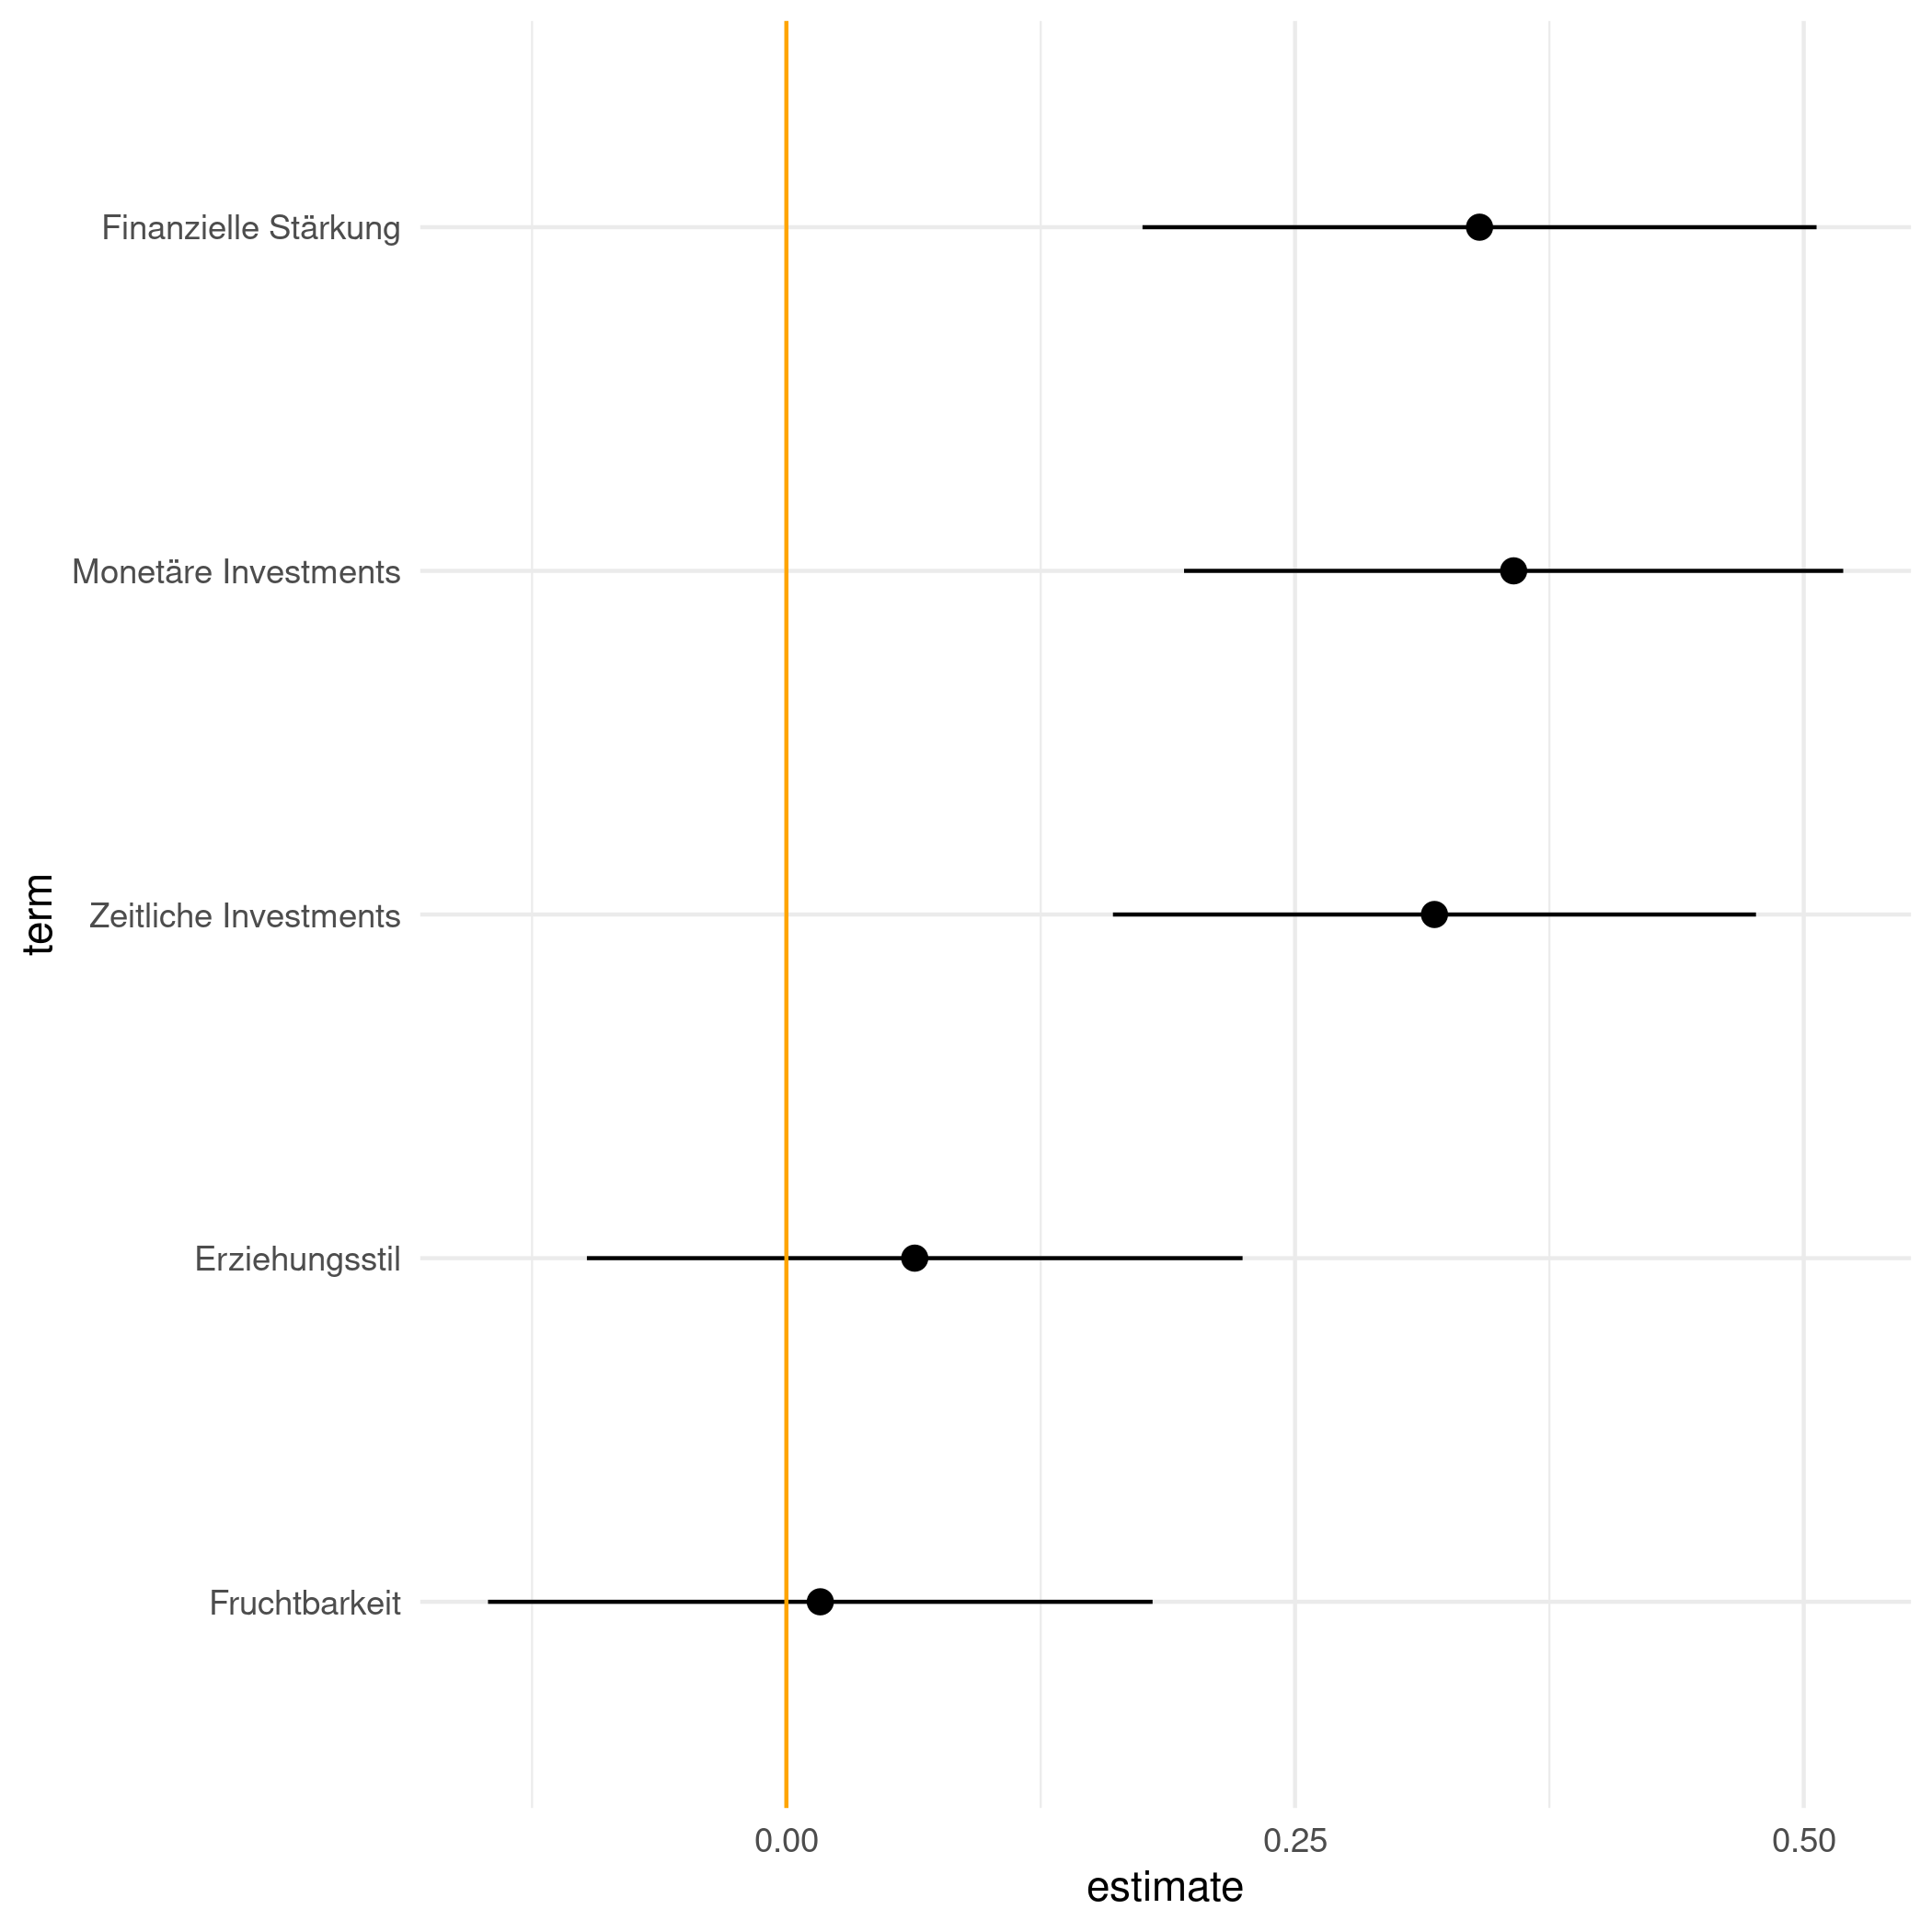 Finanzielle Stärkung
Monetäre Investments
Zeitliche Investments
Erziehungsstil
Fruchtbarkeit
term
0.00 0.25 0.50
estimate